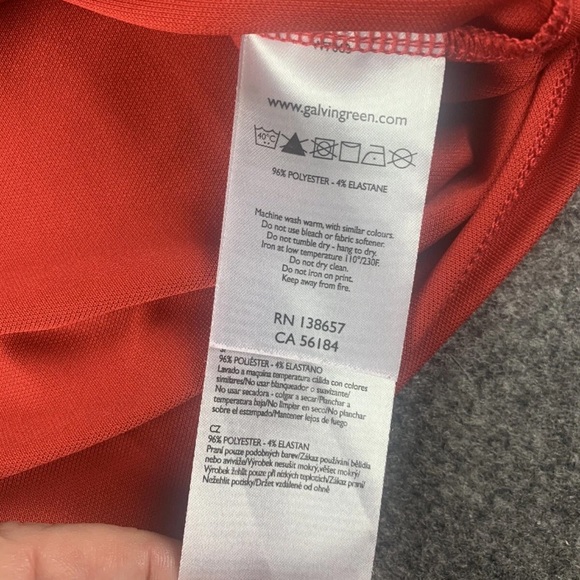 www.galvingreen.com
40°C
96% POLYESTER - 4% ELASTANE
Machine wash warm, with similar colours.
Do not use bleach or fabric softener.
Do not tumble dry - hang to dry.
Iron at low temperature 110°/230F.
Do not dry clean.
Do not iron on print.
Keep away from fire.
RN 138657
CA 56184
96% POLIÉSTER - 4% ELASTANO
Lavado a maquina temperatura cálida con colores
similares/No usar blanqueador o suavizante/
No usar secadora - colgar a secar/Planchar a
temperatura baja/No limpier en seco/No planchar
sobre el estampado/Mantener lejos de fuego
CZ
96% POLYESTER - 4% ELASTAN
Praní pouze podobných barev/Zákaz používání bělidla
nebo zviváže/Výrobek nesušit mokrý,věšet mokrý/
Výrobek žehlit pouze při nízkých teplotách/Zákaz praní
Nežehlit potisky/Držet vzdáleně od ohně